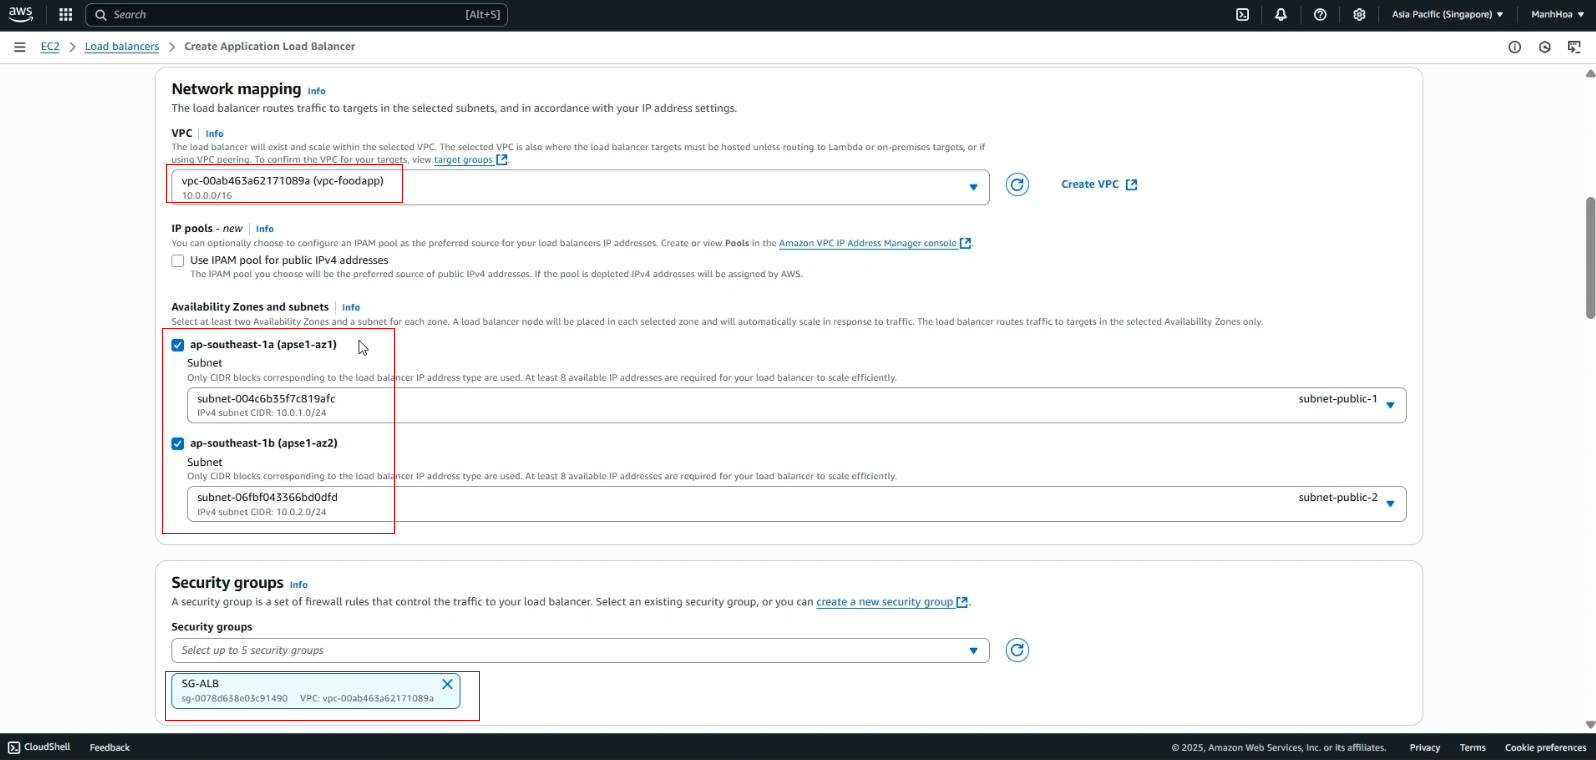 aws
Search
[Alt+S]
Asia Pacific (Singapore)
ManhHoa
EC2
Load balancers
Create Application Load Balancer
Network mapping Info
The load balancer routes traffic to targets in the selected subnets, and in accordance with your IP address settings.
VPC Info
The load balancer will exist and scale within the selected VPC. The selected VPC is also where the load balancer targets must be hosted unless routing to Lambda or on-premises targets, or if
using VPC peering. To confirm the VPC for your targets, view target groups.
vpc-00ab463a62171089a (vpc-foodapp)
10.0.0.0/16
Create VPC
IP pools - new Info
You can optionally choose to configure an IPAM pool as the preferred source for your load balancers IP addresses. Create or view Pools in the Amazon VPC IP Address Manager console.
Use IPAM pool for public IPv4 addresses
The IPAM pool you choose will be the preferred source of public IPv4 addresses. If the pool is depleted IPv4 addresses will be assigned by AWS.
Availability Zones and subnets Info
Select at least two Availability Zones and a subnet for each zone. A load balancer node will be placed in each selected zone and will automatically scale in response to traffic. The load balancer routes traffic to targets in the selected Availability Zones only.
ap-southeast-1a (apse1-az1)
Subnet
Only CIDR blocks corresponding to the load balancer IP address type are used. At least 8 available IP addresses are required for your load balancer to scale efficiently.
subnet-004c6b35f7c819afc
subnet-public-1
IPv4 subnet CIDR: 10.0.1.0/24
ap-southeast-1b (apse1-az2)
Subnet
Only CIDR blocks corresponding to the load balancer IP address type are used. At least 8 available IP addresses are required for your load balancer to scale efficiently.
subnet-06fbf043366bd0dfd
subnet-public-2
IPv4 subnet CIDR: 10.0.2.0/24
Security groups Info
A security group is a set of firewall rules that control the traffic to your load balancer. Select an existing security group, or you can create a new security group.
Security groups
Select up to 5 security groups
SG-ALB
sg-0078d638e03c91490 VPC: vpc-00ab463a62171089a
CloudShell
Feedback
© 2025, Amazon Web Services, Inc. or its affiliates.
Privacy
Terms
Cookie preferences